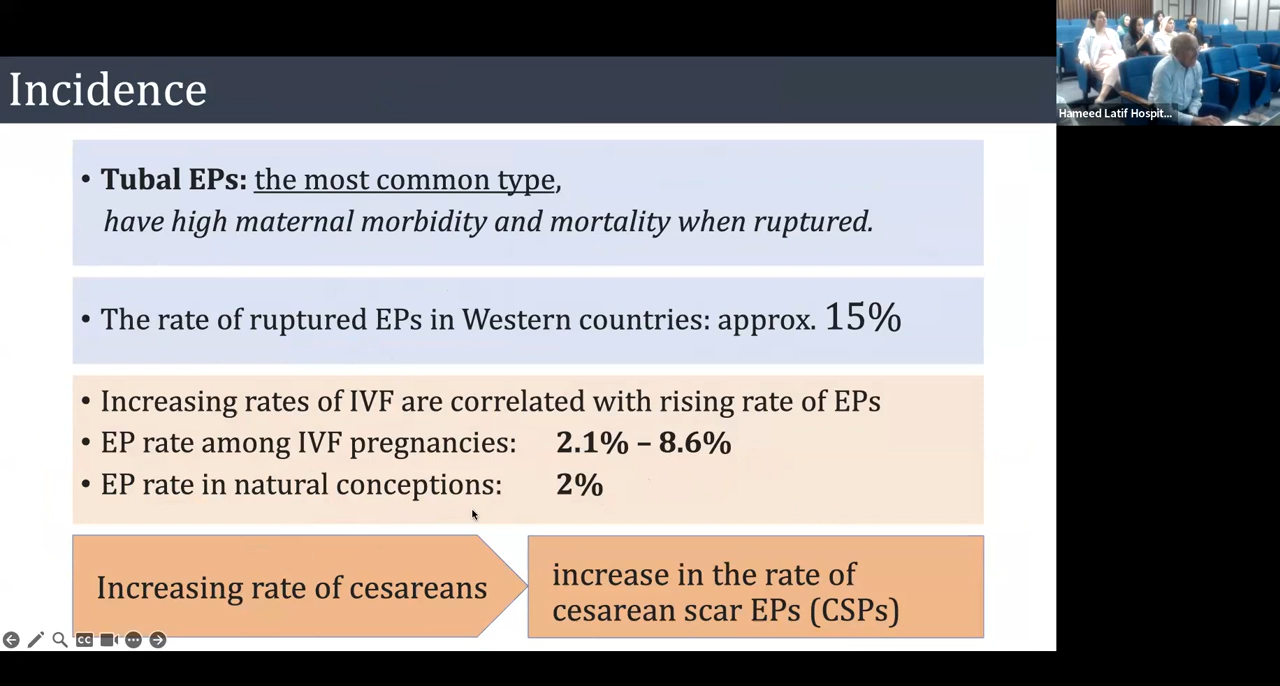 Incidence
Hameed Latif Hospit...
• Tubal EPs: the most common type,
have high maternal morbidity and mortality when ruptured.
• The rate of ruptured EPs in Western countries: approx. 15%
• Increasing rates of IVF are correlated with rising rate of EPs
• EP rate among IVF pregnancies: 2.1% – 8.6%
• EP rate in natural conceptions: 2%
Increasing rate of cesareans
increase in the rate of
cesarean scar EPs (CSPs)
CC